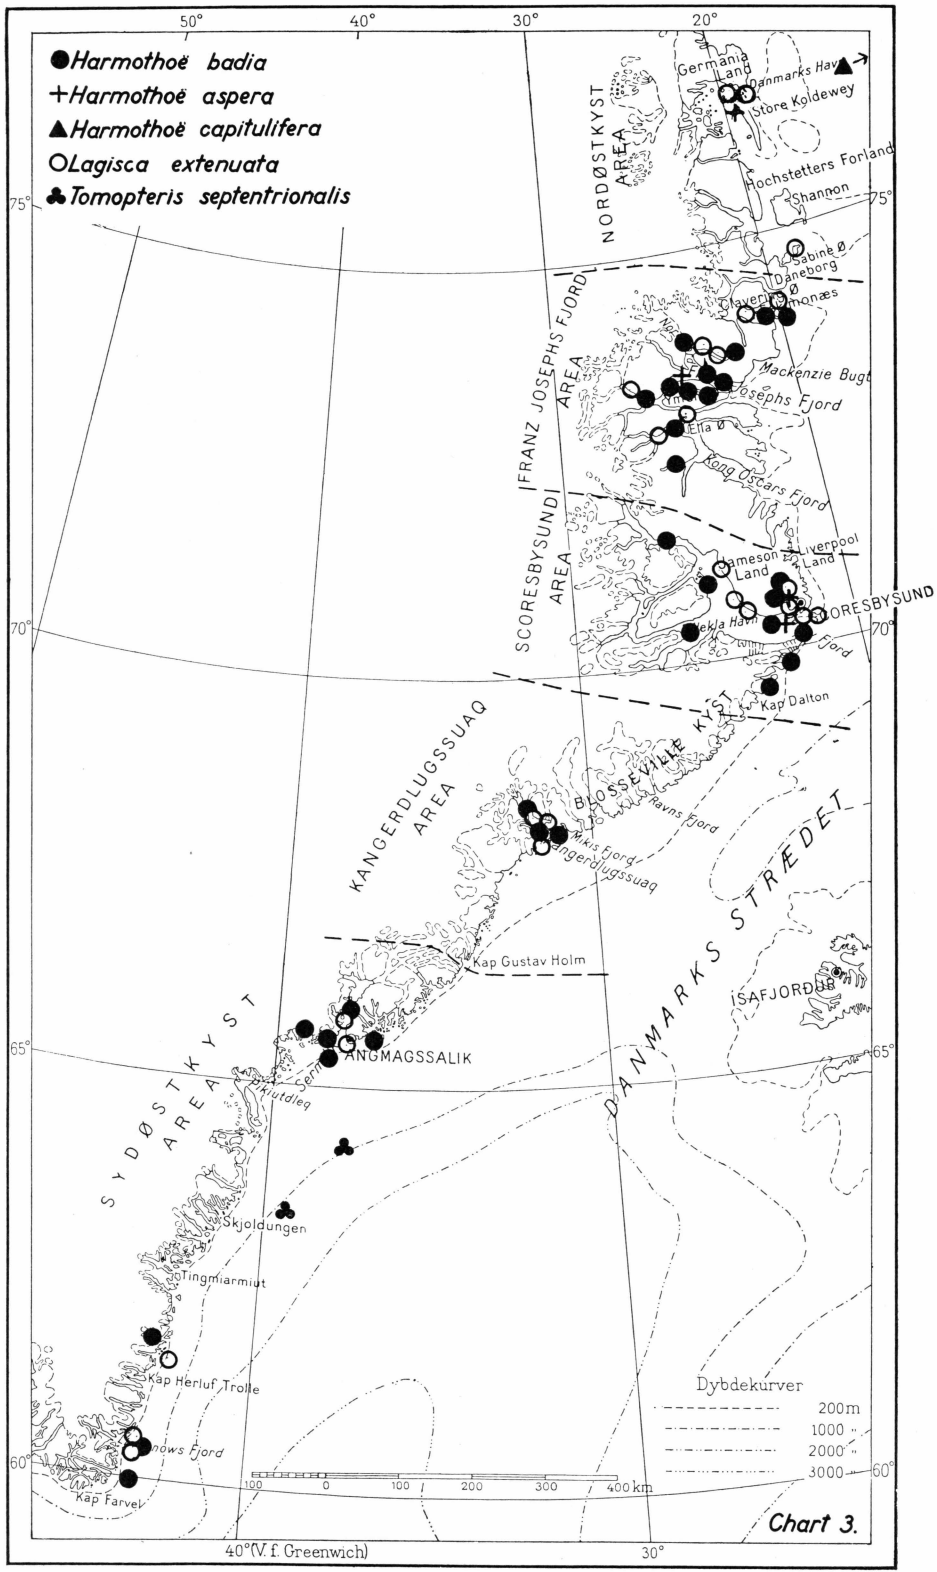 50° 40° 30° 20°
Harmothoë badia
Harmothoë aspera
Harmothoë capitulifera
Lagisca extenuata
Tomopteris septentrionalis
Germania
Land
Danmarks Havn
Store Koldewey
NORDØSTKYST
AREA
Hochstetters Forland
Shannon
75° 75°
Sabine Ø
Daneborg
Clavering Ø
FRANZ JOSEPHS FJORD
AREA
Mackenzie Bugt
Josephs Fjord
Ella Ø
Kong Oscars Fjord
SCORESBYSUND
AREA
Jameson
Land
Liverpool
Land
SCORESBYSUND
Hekla Havn
Fjord
70° 70°
Kap Dalton
KANGERDLUGSSUAQ
AREA
BLOSSEVILLE KYST
Ravns Fjord
Mikis Fjord
Kangerdlugssuaq
DANMARKS STRÆDET
Kap Gustav Holm
ISAFJORDUR
SYDØSTKYST
AREA
ANGMAGSSALIK
65° 65°
Skjoldungen
Tingmiarmiut
Kap Herluf Trolle
Dybdekurver
200m
1000 "
2000 "
3000 "
60° 60°
Kap Farvel
100 0 100 200 300 400 km
Chart 3.
40° (V. f. Greenwich) 30°